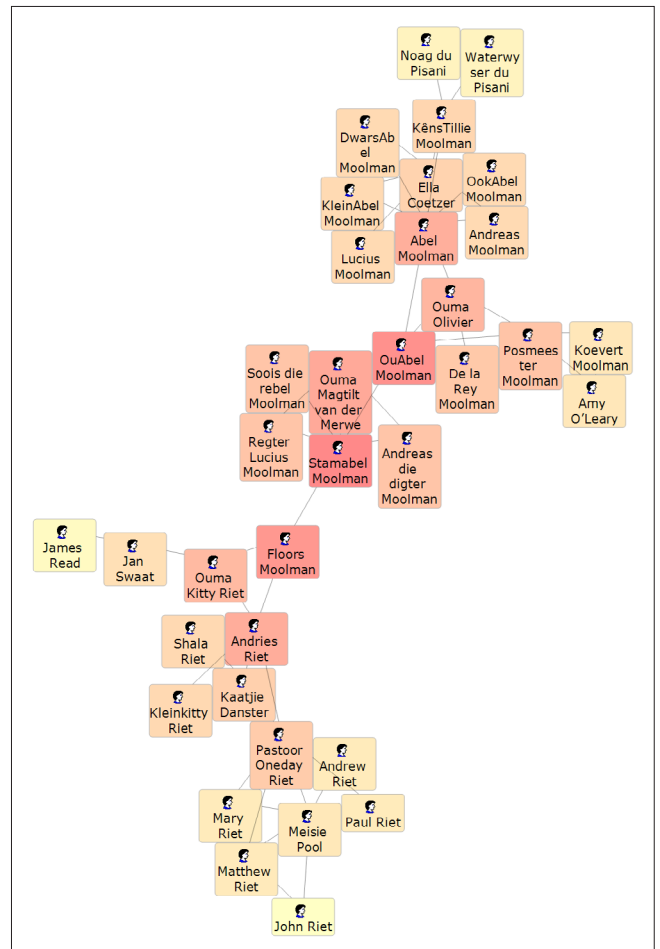 Noag du
Pisani
Waterwy
ser du
Pisani
KênsTillie
Moolman
DwarsAb
el
Moolman
Ella
Coetzer
OokAbel
Moolman
KleinAbel
Moolman
Andreas
Moolman
Abel
Moolman
Lucius
Moolman
Ouma
Olivier
OuAbel
Moolman
Posmees
ter
Moolman
Koevert
Moolman
De la
Rey
Moolman
Amy
O'Leary
Soois die
rebel
Moolman
Ouma
Magtilt
van der
Merwe
Regter
Lucius
Moolman
Andreas
die
digter
Moolman
Stamabel
Moolman
James
Read
Jan
Swaat
Ouma
Kitty Riet
Floors
Moolman
Shala
Riet
Andries
Riet
Kleinkitty
Riet
Kaatjie
Danster
Pastoor
Oneday
Riet
Andrew
Riet
Mary
Riet
Meisie
Pool
Paul Riet
Matthew
Riet
John Riet